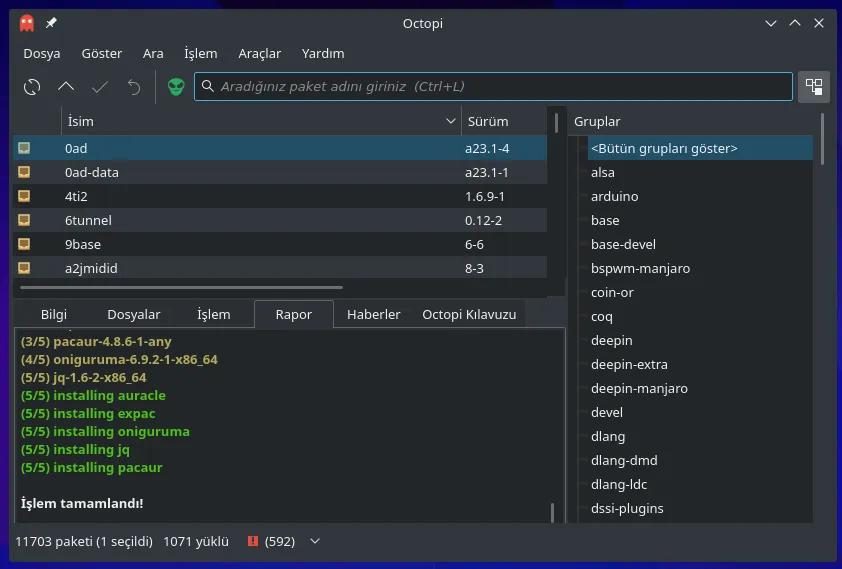 Octopi
Dosya Göster Ara İşlem Araçlar Yardım
Aradığınız paket adını giriniz (Ctrl+L)
İsim Sürüm
0ad a23.1-4
0ad-data a23.1-1
4ti2 1.6.9-1
6tunnel 0.12-2
9base 6-6
a2jmidid 8-3
Bilgi Dosyalar İşlem Rapor Haberler Octopi Kılavuzu
(3/5) pacaur-4.8.6-1-any
(4/5) oniguruma-6.9.2-1-x86_64
(5/5) jq-1.6-2-x86_64
(5/5) installing auracle
(5/5) installing expac
(5/5) installing oniguruma
(5/5) installing jq
(5/5) installing pacaur
İşlem tamamlandı!
Gruplar
<Bütün grupları göster>
alsa
arduino
base
base-devel
bspwm-manjaro
coin-or
coq
deepin
deepin-extra
deepin-manjaro
devel
dlang
dlang-dmd
dlang-ldc
dssi-plugins
11703 paketi (1 seçildi) 1071 yüklü ! (592)